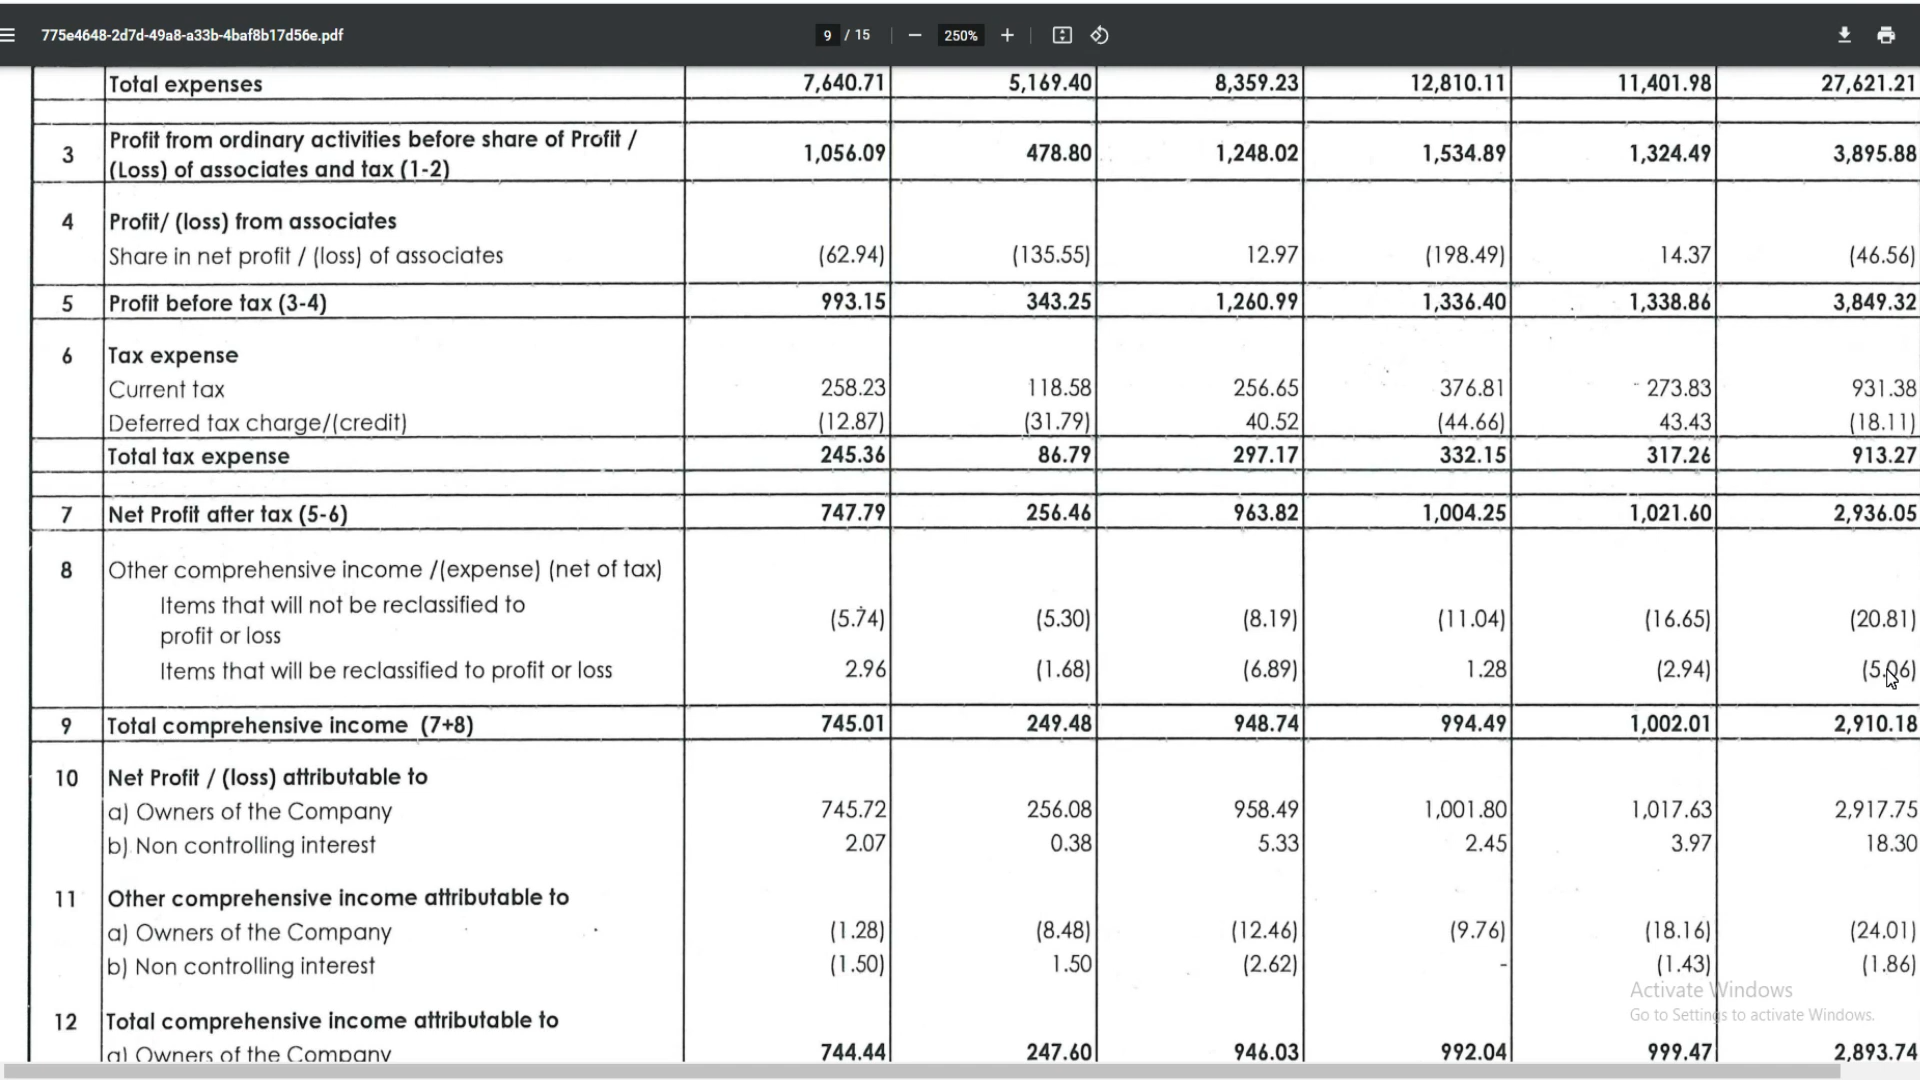 775e4648-2d7d-49a8-a33b-4baf8b17d56e.pdf 9 / 15 250%
Total expenses 7,640.71 5,169.40 8,359.23 12,810.11 11,401.98 27,621.21
3 Profit from ordinary activities before share of Profit /
(Loss) of associates and tax (1-2) 1,056.09 478.80 1,248.02 1,534.89 1,324.49 3,895.88
4 Profit/ (loss) from associates
Share in net profit / (loss) of associates (62.94) (135.55) 12.97 (198.49) 14.37 (46.56)
5 Profit before tax (3-4) 993.15 343.25 1,260.99 1,336.40 1,338.86 3,849.32
6 Tax expense
Current tax 258.23 118.58 256.65 376.81 273.83 931.38
Deferred tax charge/(credit) (12.87) (31.79) 40.52 (44.66) 43.43 (18.11)
Total tax expense 245.36 86.79 297.17 332.15 317.26 913.27
7 Net Profit after tax (5-6) 747.79 256.46 963.82 1,004.25 1,021.60 2,936.05
8 Other comprehensive income /(expense) (net of tax)
Items that will not be reclassified to
profit or loss (5.74) (5.30) (8.19) (11.04) (16.65) (20.81)
Items that will be reclassified to profit or loss 2.96 (1.68) (6.89) 1.28 (2.94) (5.06)
9 Total comprehensive income (7+8) 745.01 249.48 948.74 994.49 1,002.01 2,910.18
10 Net Profit / (loss) attributable to
a) Owners of the Company 745.72 256.08 958.49 1,001.80 1,017.63 2,917.75
b) Non controlling interest 2.07 0.38 5.33 2.45 3.97 18.30
11 Other comprehensive income attributable to
a) Owners of the Company (1.28) (8.48) (12.46) (9.76) (18.16) (24.01)
b) Non controlling interest (1.50) 1.50 (2.62) - (1.43) (1.86)
Activate Windows
Go to Settings to activate Windows.
12 Total comprehensive income attributable to
a) Owners of the Company 744.44 247.60 946.03 992.04 999.47 2,893.74